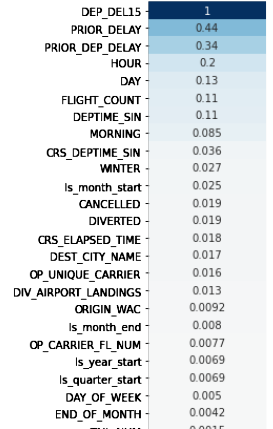 DEP_DEL15 1
PRIOR_DELAY 0.44
PRIOR_DEP_DELAY 0.34
HOUR 0.2
DAY 0.13
FLIGHT_COUNT 0.11
DEPTIME_SIN 0.11
MORNING 0.085
CRS_DEPTIME_SIN 0.036
WINTER 0.027
Is_month_start 0.025
CANCELLED 0.019
DIVERTED 0.019
CRS_ELAPSED_TIME 0.018
DEST_CITY_NAME 0.017
OP_UNIQUE_CARRIER 0.016
DIV_AIRPORT_LANDINGS 0.013
ORIGIN_WAC 0.0092
Is_month_end 0.008
OP_CARRIER_FL_NUM 0.0077
Is_year_start 0.0069
Is_quarter_start 0.0069
DAY_OF_WEEK 0.005
END_OF_MONTH 0.0042